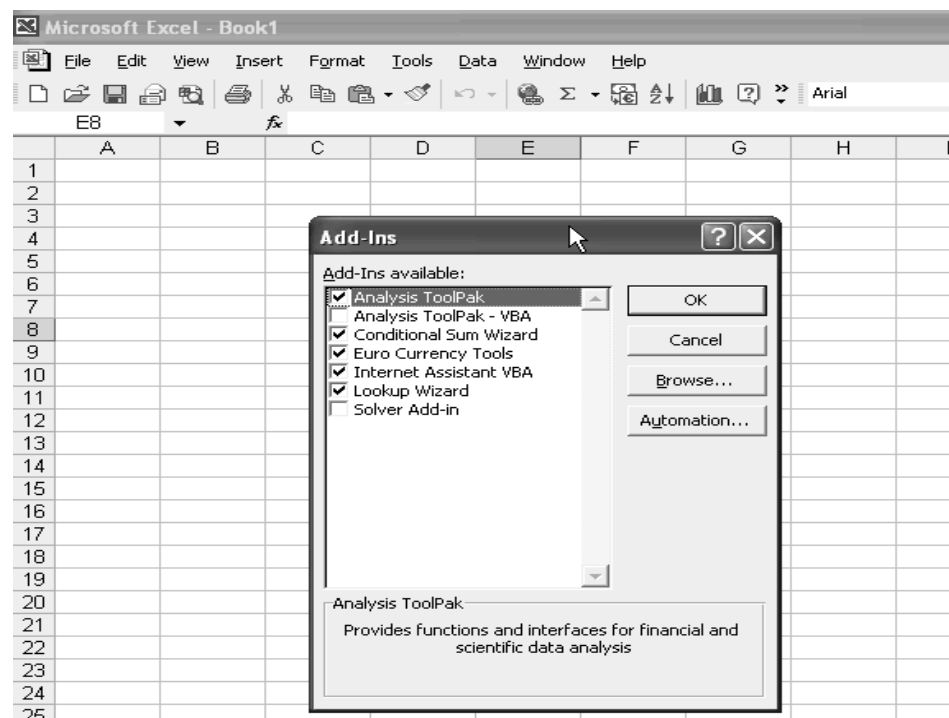 Microsoft Excel - Book1
File Edit View Insert Format Tools Data Window Help
Arial
E8 fx
A B C D E F G H
1
2
3
4
5
6
7
8
9
10
11
12
13
14
15
16
17
18
19
20
21
22
23
24
25
Add-Ins
Add-Ins available:
Analysis ToolPak
Analysis ToolPak - VBA
Conditional Sum Wizard
Euro Currency Tools
Internet Assistant VBA
Lookup Wizard
Solver Add-in
OK
Cancel
Browse...
Automation...
Analysis ToolPak
Provides functions and interfaces for financial and
scientific data analysis